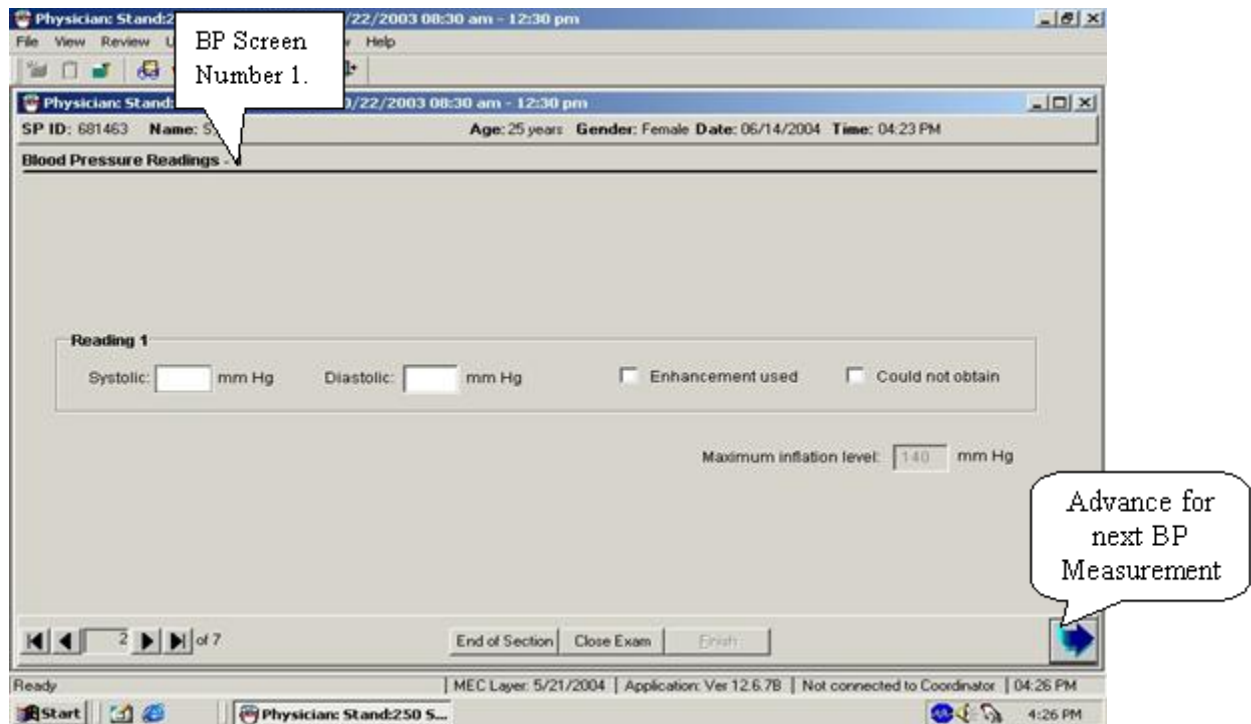 Physician: Stand:2
/22/2003 08:30 am - 12:30 pm
File View Review Help
BP Screen
Number 1.
Physician: Stand:
/22/2003 08:30 am - 12:30 pm
SP ID: 681463 Name: Age: 25 years Gender: Female Date: 06/14/2004 Time: 04:23 PM
Blood Pressure Readings -
Reading 1
Systolic: mm Hg Diastolic: mm Hg Enhancement used Could not obtain
Maximum inflation level: 140 mm Hg
Advance for
next BP
Measurement
2 of 7 End of Section Close Exam Finish
Ready MEC Layer: 5/21/2004 Application: Ver 12.6.7B Not connected to Coordinator 04:26 PM
Start Physician: Stand:250 S... 4:26 PM